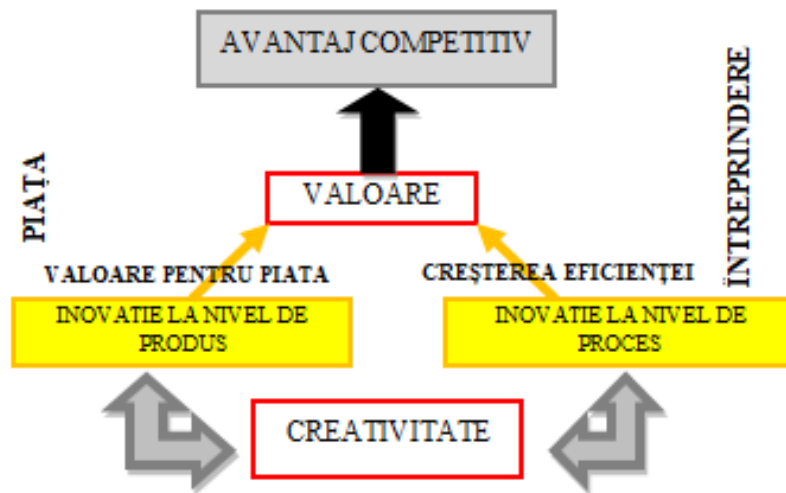 AVANTAJ COMPETITIV
PIAȚA
ÎNTREPRINDERE
VALOARE
VALOARE PENTRU PIATA
CREȘTEREA EFICIENȚEI
INOVATIE LA NIVEL DE
PRODUS
INOVATIE LA NIVEL DE
PROCES
CREATIVITATE